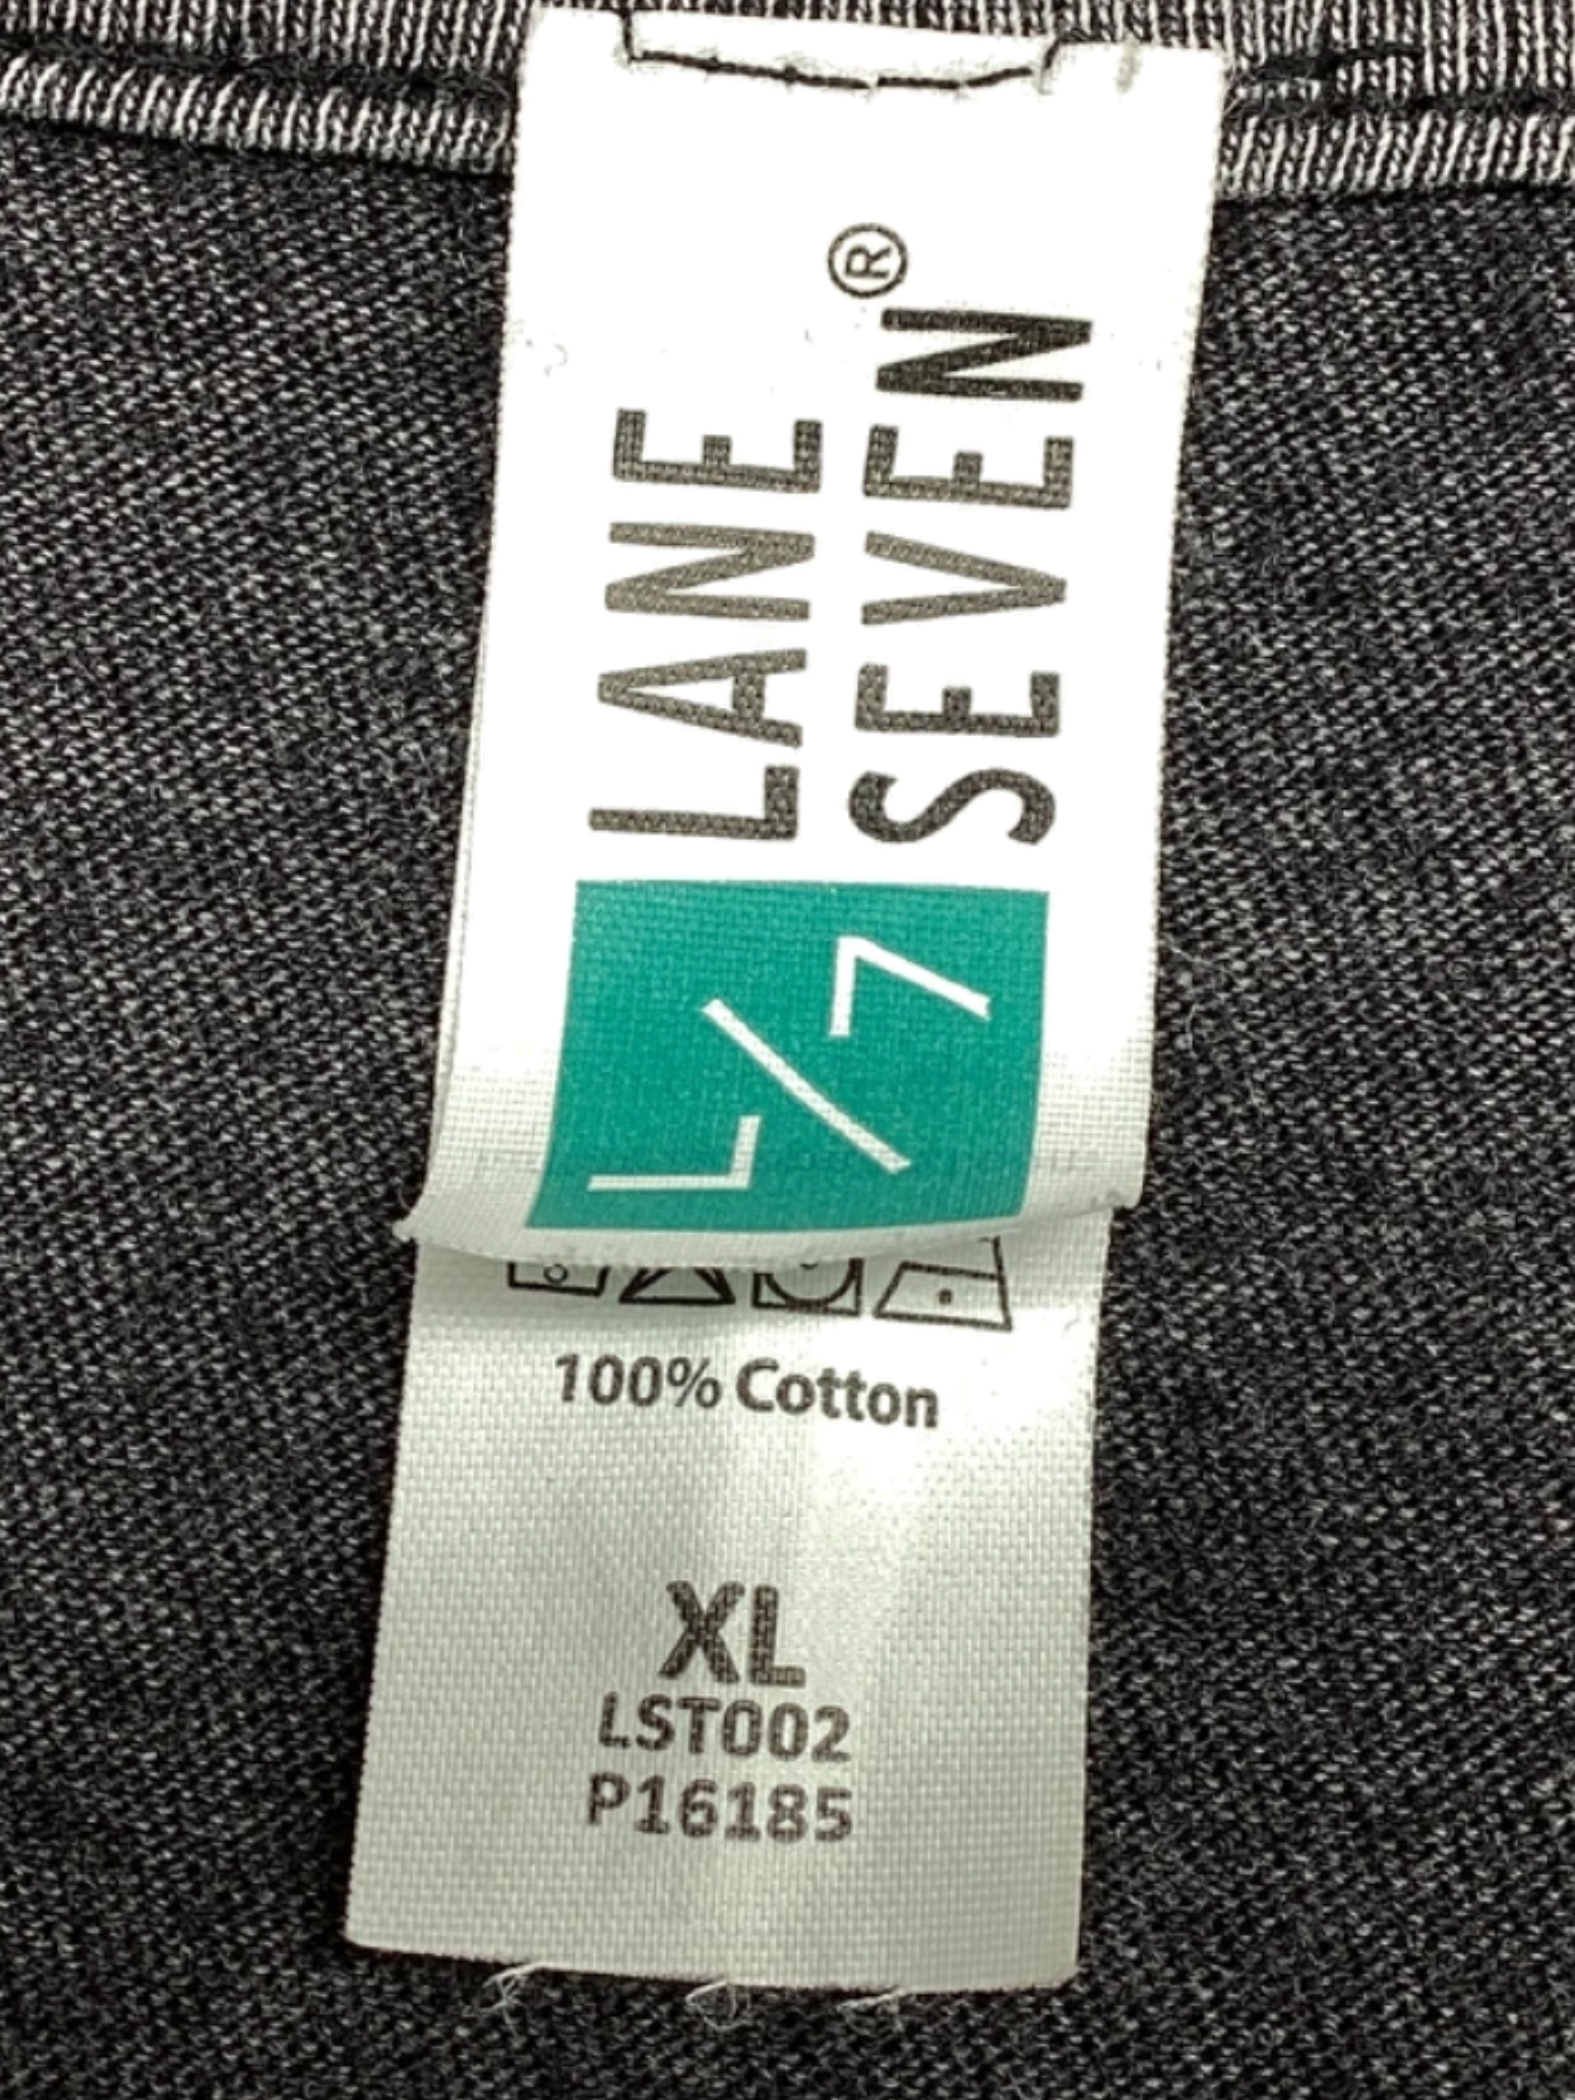 LANE
SEVEN®
L/7
100% Cotton
XL
LST002
P16185